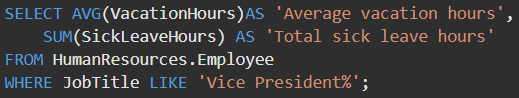 SELECT AVG(VacationHours)AS 'Average vacation hours',
SUM(SickLeaveHours) AS 'Total sick leave hours'
FROM HumanResources.Employee
WHERE JobTitle LIKE 'Vice President%';